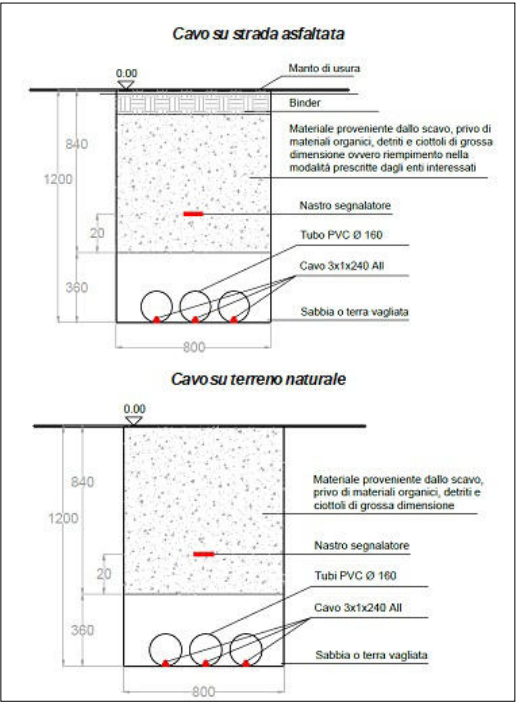 Cavo su strada asfaltata
0.00
Manto di usura
Binder
840
Materiale proveniente dallo scavo, privo di
materiali organici, detriti e ciottoli di grossa
dimensione ovvero riempimento nella
modalità prescritte dagli enti interessati
1200
Nastro segnalatore
20
Tubo PVC Ø 160
Cavo 3x1x240 All
360
Sabbia o terra vagliata
800
Cavo su terreno naturale
0.00
840
Materiale proveniente dallo scavo,
privo di materiali organici, detriti e
ciottoli di grossa dimensione
1200
Nastro segnalatore
20
Tubi PVC Ø 160
Cavo 3x1x240 All
360
Sabbia o terra vagliata
800